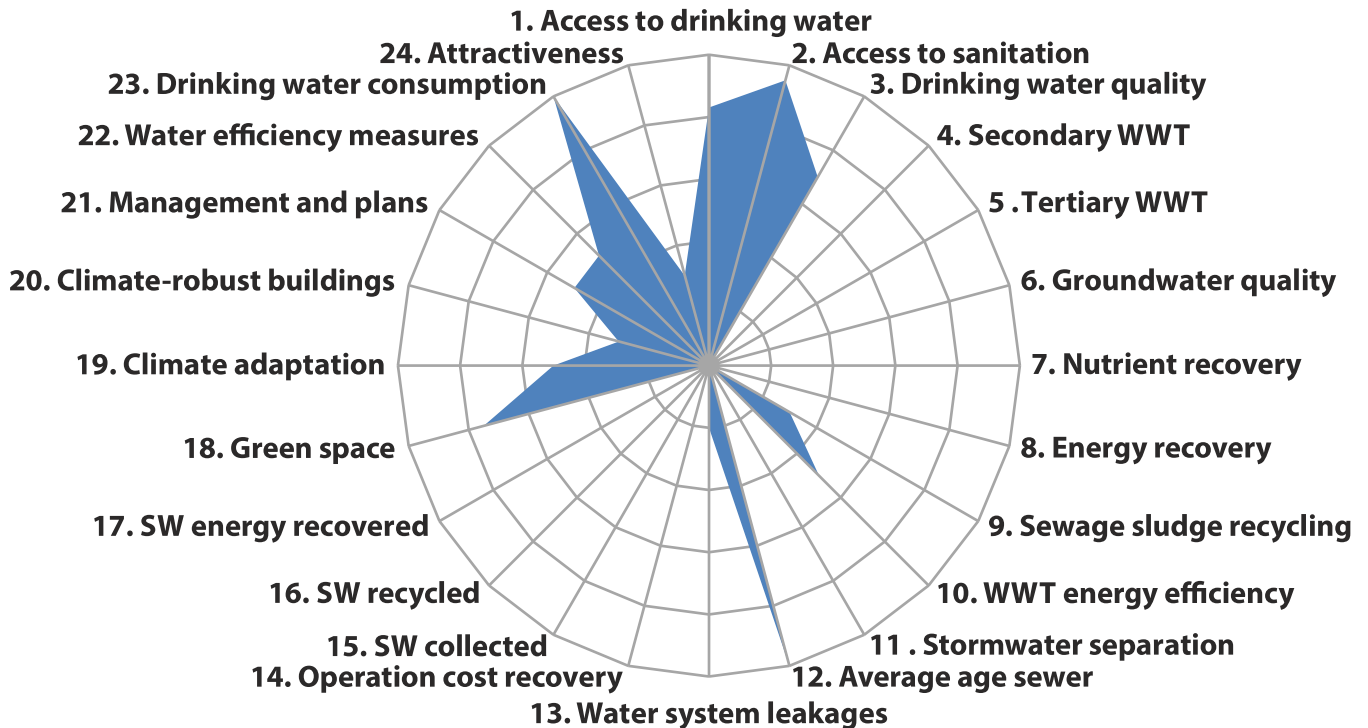 1. Access to drinking water
2. Access to sanitation
3. Drinking water quality
4. Secondary WWT
5 .Tertiary WWT
6. Groundwater quality
7. Nutrient recovery
8. Energy recovery
9. Sewage sludge recycling
10. WWT energy efficiency
11 . Stormwater separation
12. Average age sewer
13. Water system leakages
14. Operation cost recovery
15. SW collected
16. SW recycled
17. SW energy recovered
18. Green space
19. Climate adaptation
20. Climate-robust buildings
21. Management and plans
22. Water efficiency measures
23. Drinking water consumption
24. Attractiveness